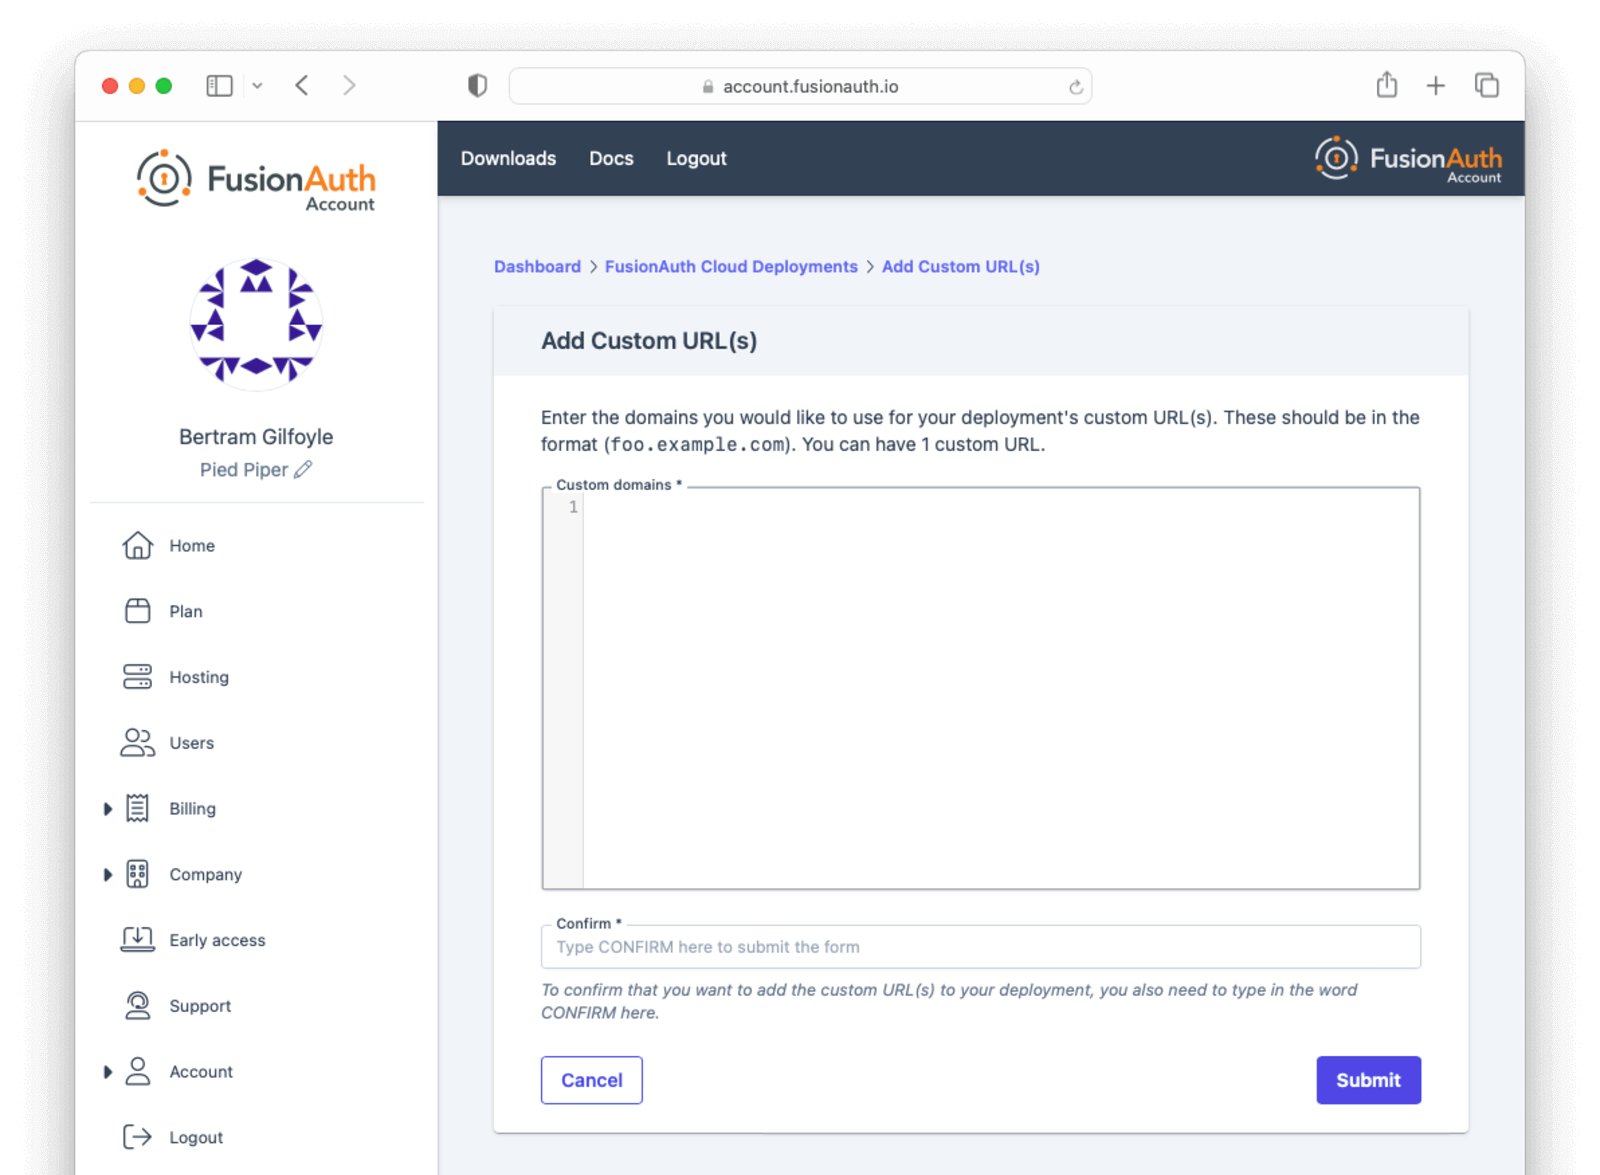 account.fusionauth.io
FusionAuth
Account
Downloads Docs Logout
FusionAuth
Account
Bertram Gilfoyle
Pied Piper
Home
Plan
Hosting
Users
Billing
Company
Early access
Support
Account
Logout
Dashboard > FusionAuth Cloud Deployments > Add Custom URL(s)
Add Custom URL(s)
Enter the domains you would like to use for your deployment's custom URL(s). These should be in the
format (foo.example.com). You can have 1 custom URL.
Custom domains *
1
Confirm *
Type CONFIRM here to submit the form
To confirm that you want to add the custom URL(s) to your deployment, you also need to type in the word
CONFIRM here.
Cancel
Submit